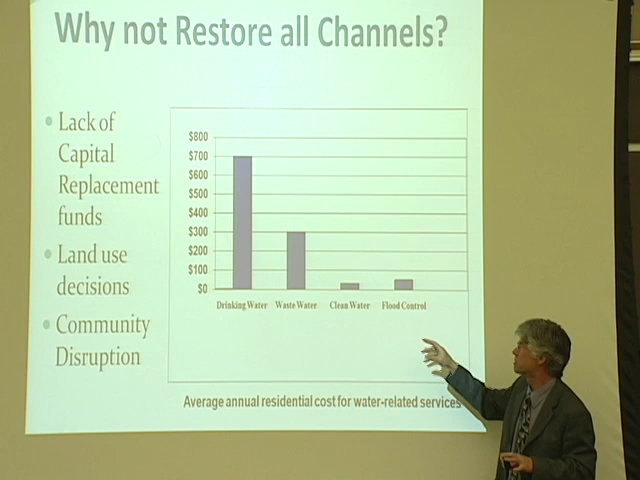 Why not Restore all Channels?
• Lack of
Capital
Replacement
funds
• Land use
decisions
• Community
Disruption
$800
$700
$600
$500
$400
$300
$200
$100
$0
Drinking Water Waste Water Clean Water Flood Control
Average annual residential cost for water-related services